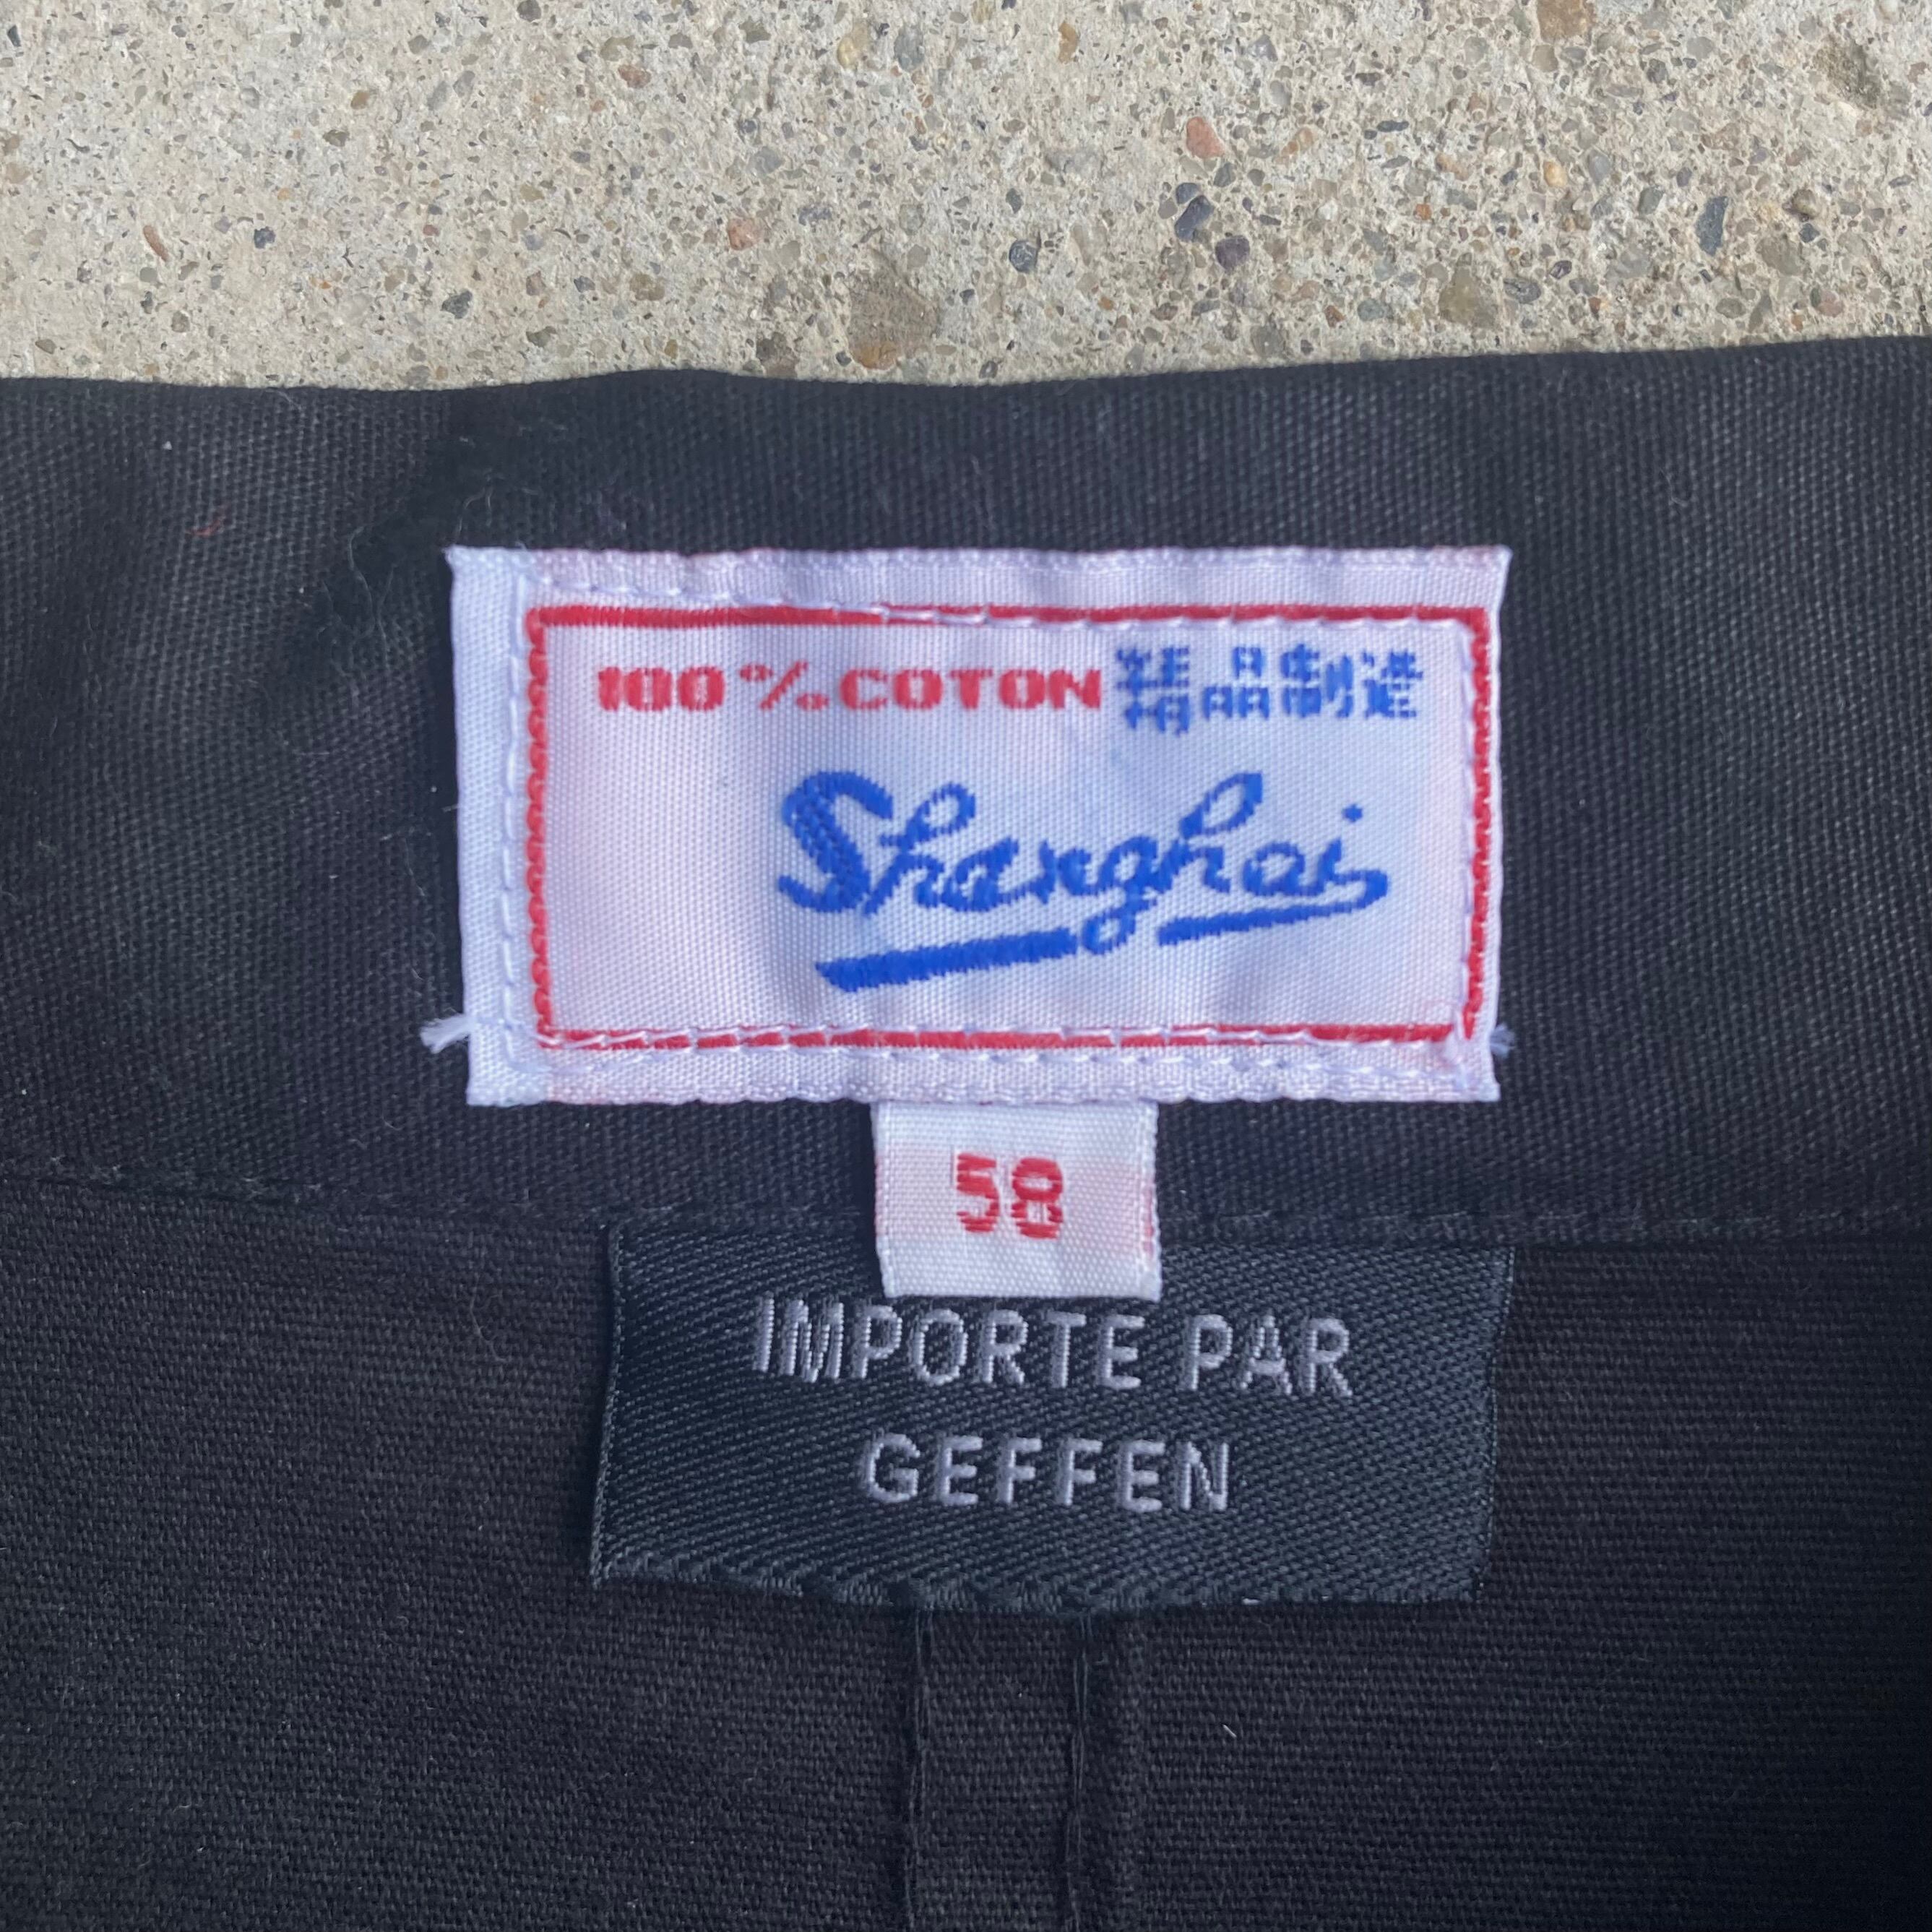 100%COTON 精品制造
Shanghai
58
IMPORTE PAR
GEFFEN